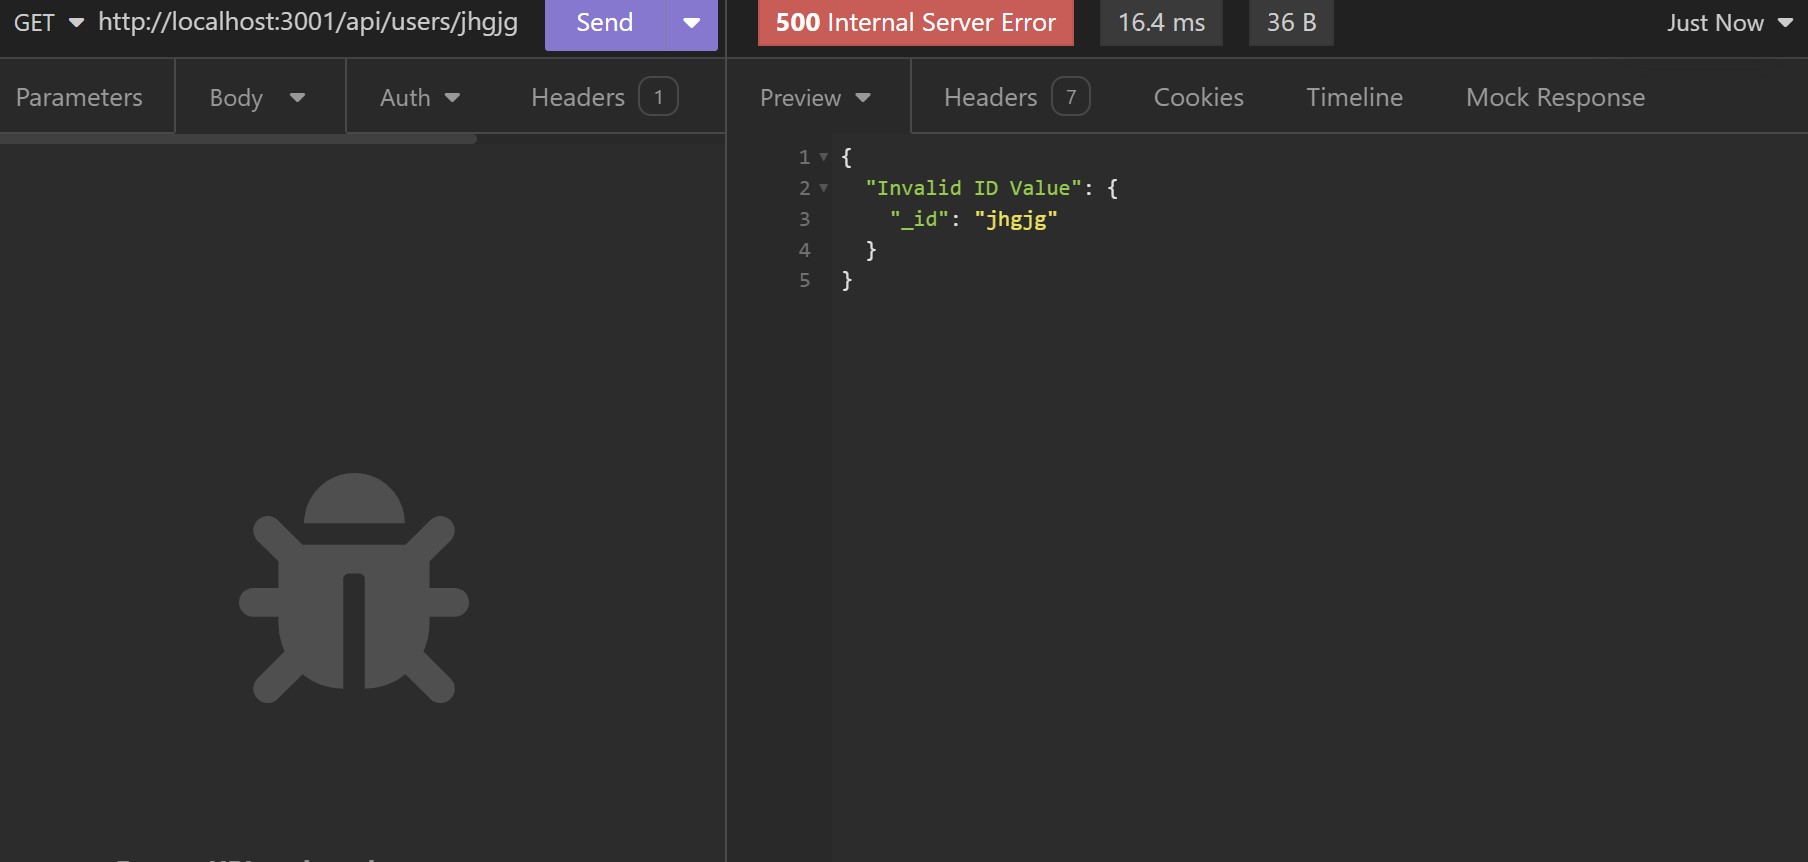 GET http://localhost:3001/api/users/jhgjg Send 500 Internal Server Error 16.4 ms 36 B Just Now
Parameters Body Auth Headers 1 Preview Headers 7 Cookies Timeline Mock Response
1 {
2 "Invalid ID Value": {
3 "_id": "jhgjg"
4 }
5 }